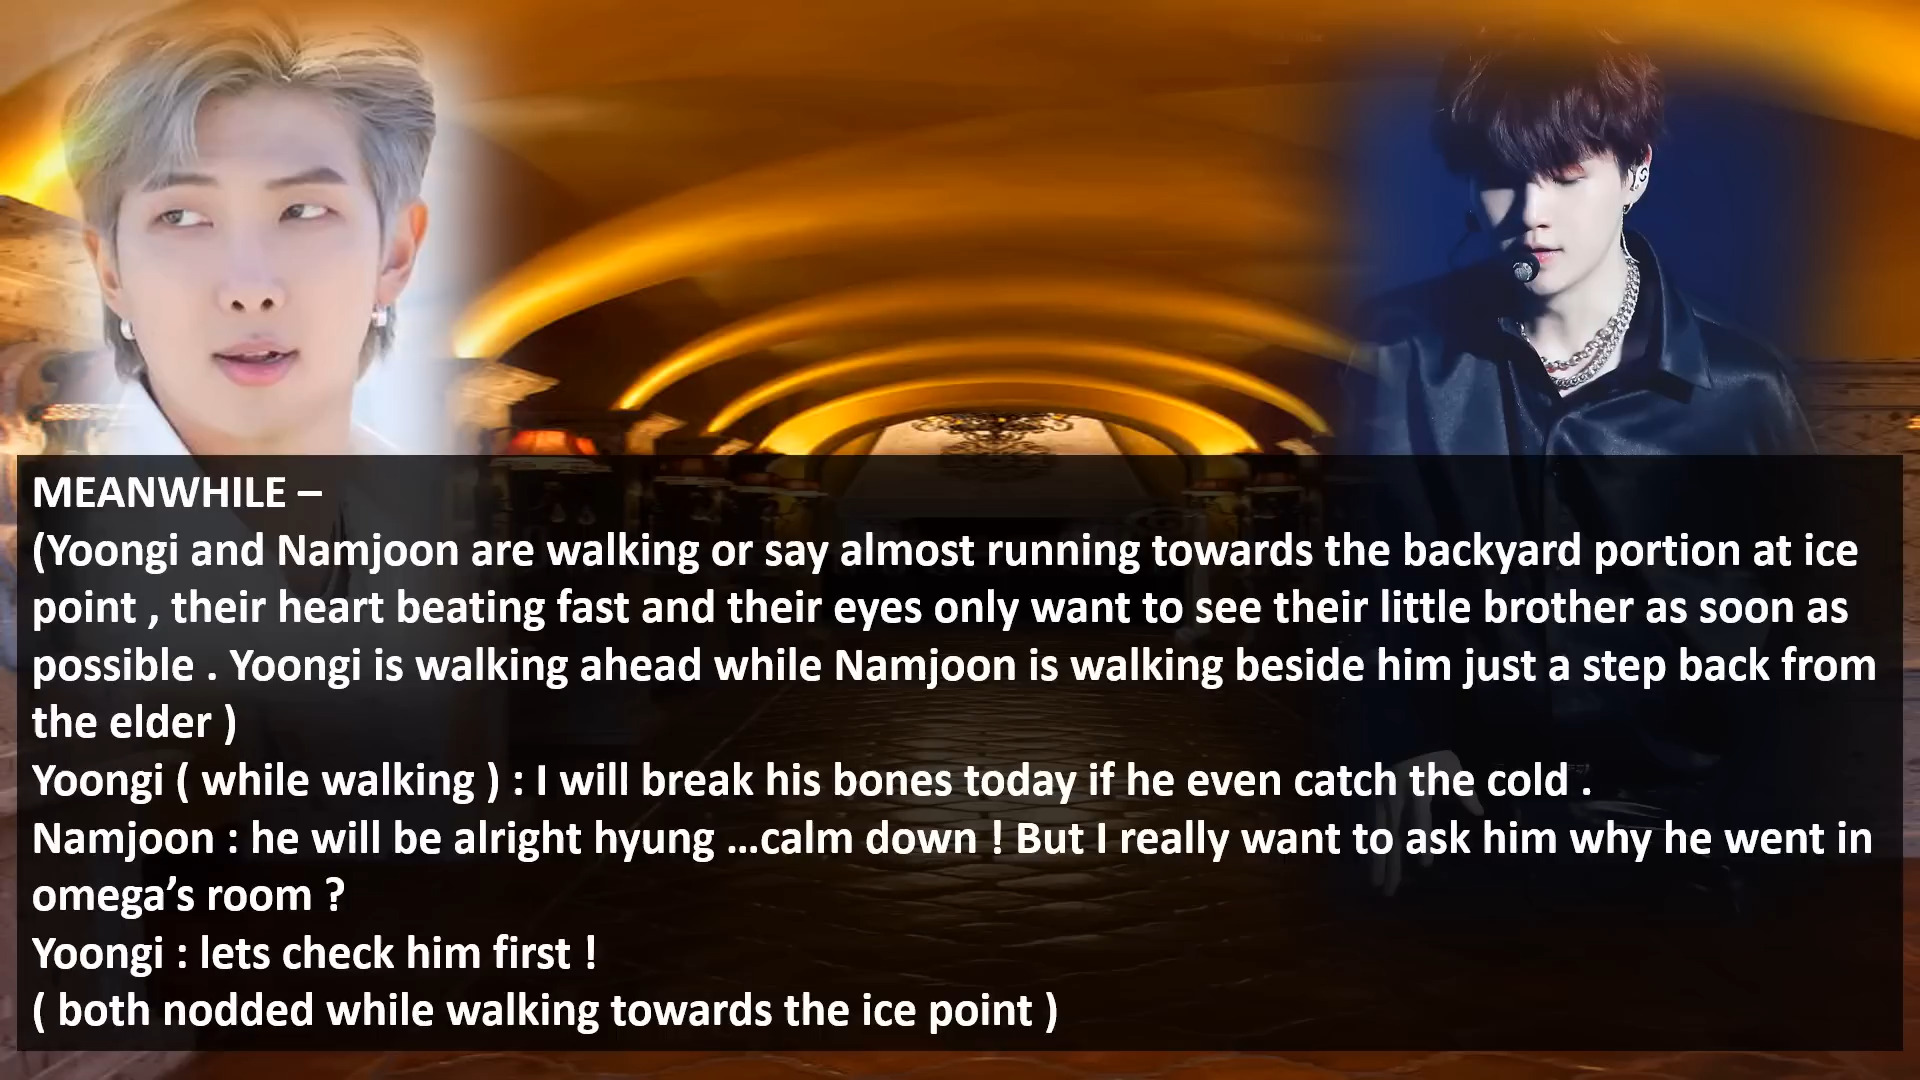 MEANWHILE –
(Yoongi and Namjoon are walking or say almost running towards the backyard portion at ice
point , their heart beating fast and their eyes only want to see their little brother as soon as
possible . Yoongi is walking ahead while Namjoon is walking beside him just a step back from
the elder )
Yoongi ( while walking ) : I will break his bones today if he even catch the cold .
Namjoon : he will be alright hyung …calm down ! But I really want to ask him why he went in
omega’s room ?
Yoongi : lets check him first !
( both nodded while walking towards the ice point )